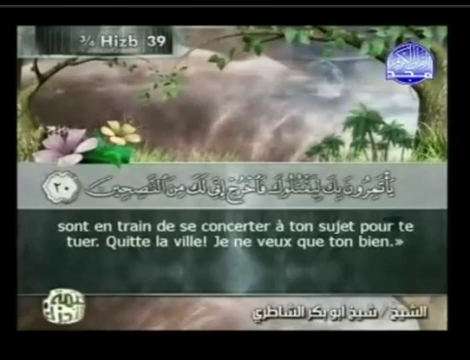 ¾ Hizb 39
المجد
يَأْتَمِرُونَ بِكَ لِيَقْتُلُوكَ فَاخْرُجْ إِنِّي لَكَ مِنَ النَّاصِحِينَ ٢٠
sont en train de se concerter à ton sujet pour te
tuer. Quitte la ville! Je ne veux que ton bien.»
الشيخ / شيخ أبو بكر الشاطري